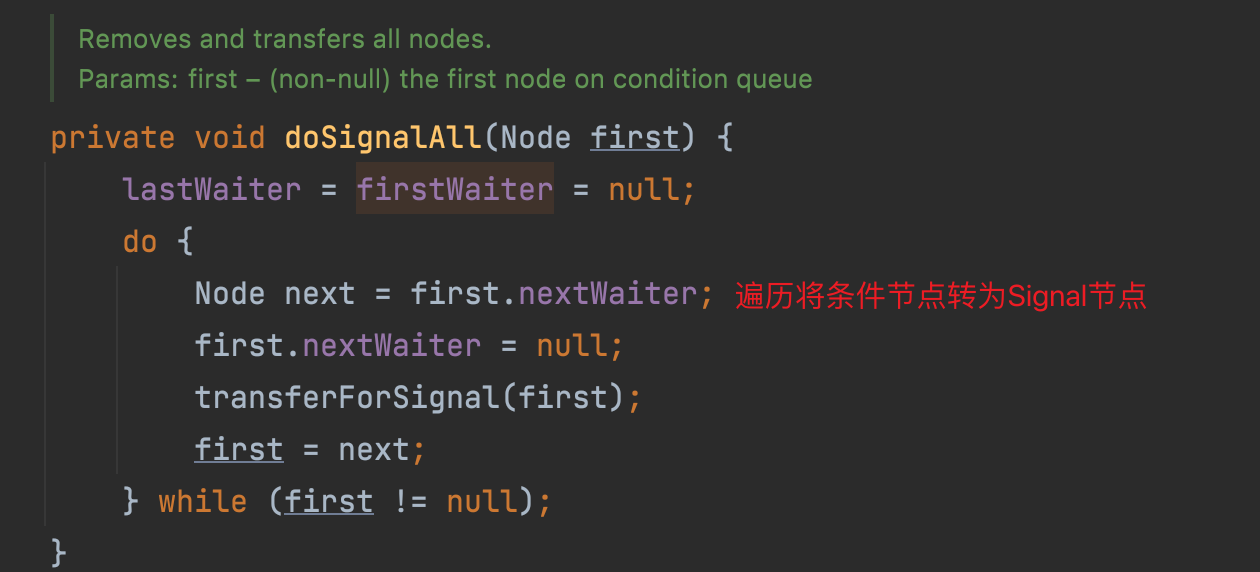 Removes and transfers all nodes.
Params: first – (non-null) the first node on condition queue
private void doSignalAll(Node first) {
lastWaiter = firstWaiter = null;
do {
Node next = first.nextWaiter; 遍历将条件节点转为Signal节点
first.nextWaiter = null;
transferForSignal(first);
first = next;
} while (first != null);
}